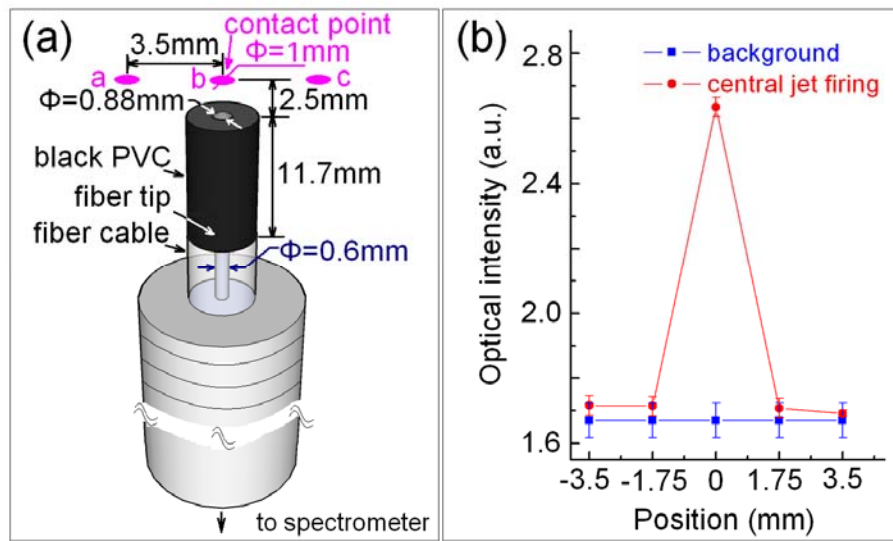 (a)
3.5mm
contact point
Φ=1mm
a
b
c
2.5mm
Φ=0.88mm
black PVC
11.7mm
fiber tip
fiber cable
Φ=0.6mm
to spectrometer
(b)
background
central jet firing
Optical intensity (a.u.)
2.8
2.4
2.0
1.6
-3.5 -1.75 0 1.75 3.5
Position (mm)